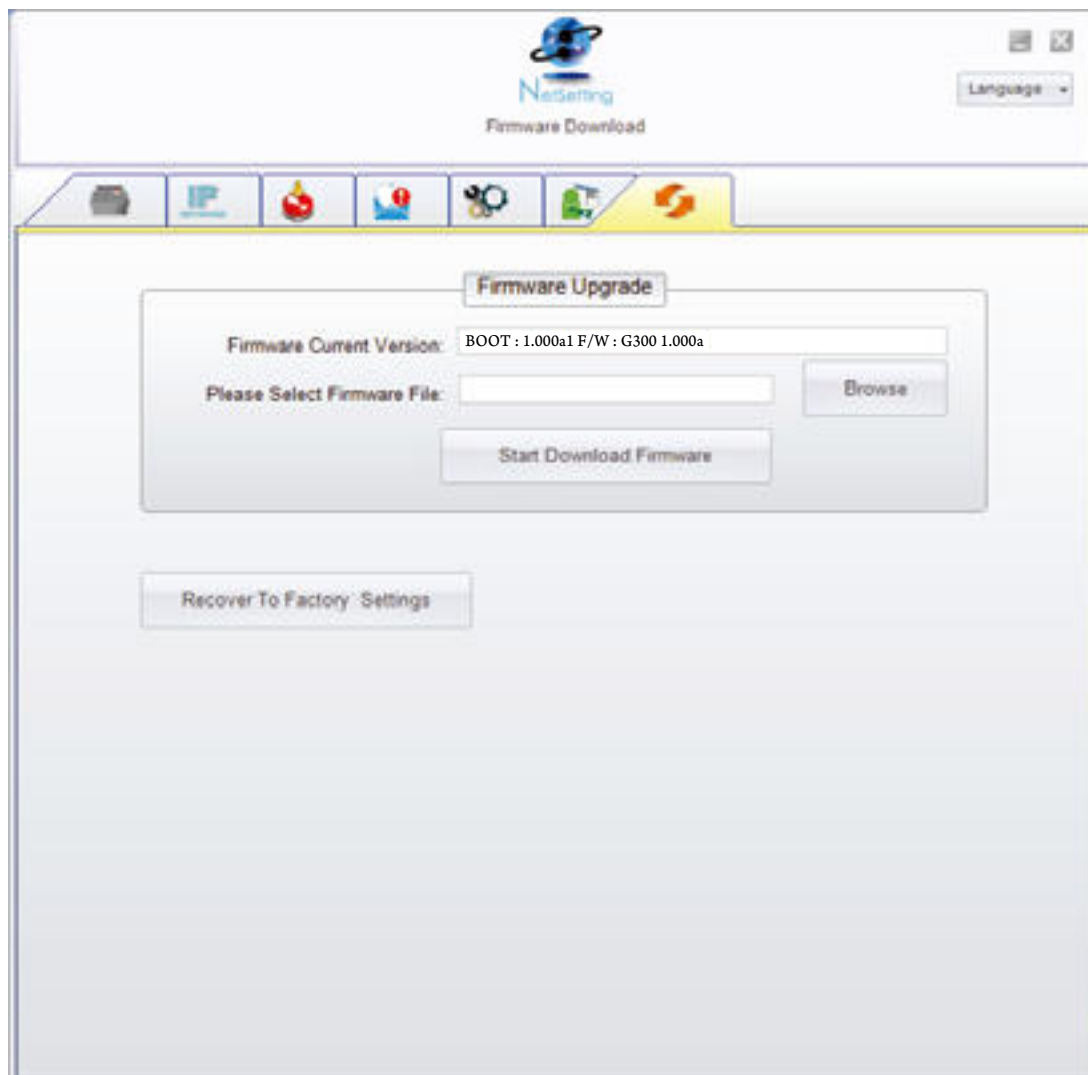 NetSetting
Firmware Download
Language
IP
Firmware Upgrade
Firmware Current Version:
BOOT : 1.000a1 F/W : G300 1.000a
Please Select Firmware File:
Browse
Start Download Firmware
Recover To Factory Settings